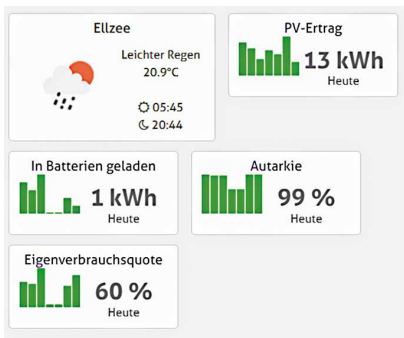 Ellzee
Leichter Regen
20.9°C
05:45
20:44
PV-Ertrag
13 kWh
Heute
In Batterien geladen
1 kWh
Heute
Autarkie
99 %
Heute
Eigenverbrauchsquote
60 %
Heute